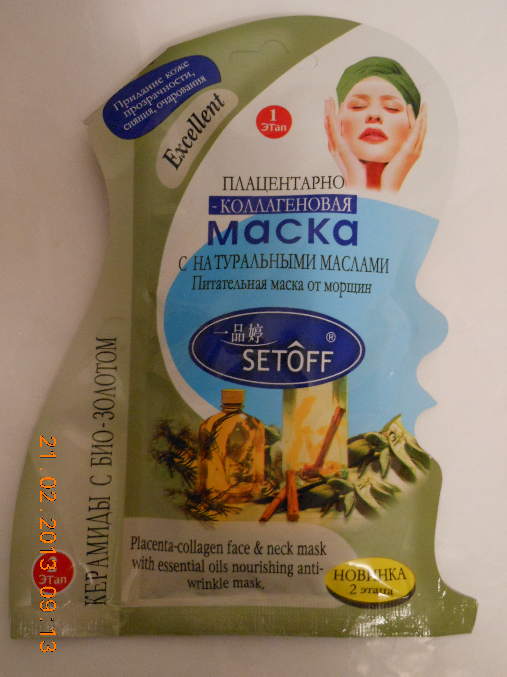 Придание коже
прозрачности,
сияния, очарования
Excellent
1
Этап
ПЛАЦЕНТАРНО
-КОЛЛАГЕНОВАЯ
маска
С НАТУРАЛЬНЫМИ МАСЛАМИ
Питательная маска от морщин
一品婷
®
SETÔFF
КЕРАМИДЫ С БИО-ЗОЛОТОМ
Этап
Placenta-collagen face & neck mask
with essential oils nourishing anti-
wrinkle mask.
НОВИНКА
2 этапа
21.02.2013 09:13